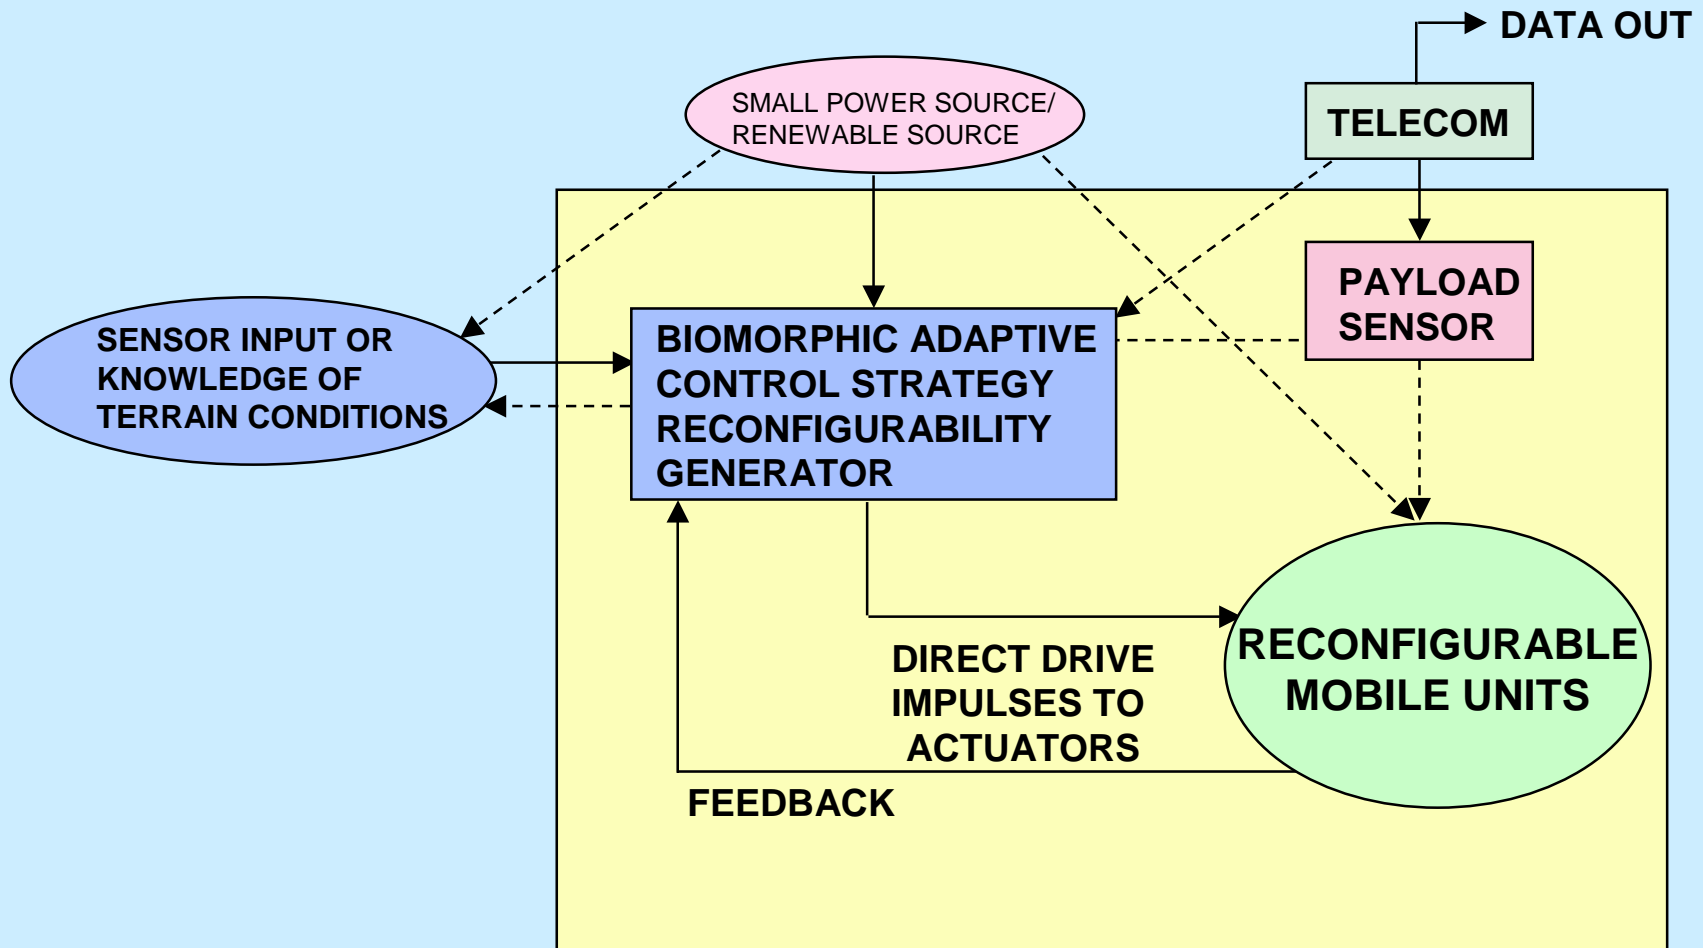 DATA OUT
SMALL POWER SOURCE/
RENEWABLE SOURCE
TELECOM
PAYLOAD
SENSOR
SENSOR INPUT OR
KNOWLEDGE OF
TERRAIN CONDITIONS
BIOMORPHIC ADAPTIVE
CONTROL STRATEGY
RECONFIGURABILITY
GENERATOR
RECONFIGURABLE
MOBILE UNITS
DIRECT DRIVE
IMPULSES TO
ACTUATORS
FEEDBACK